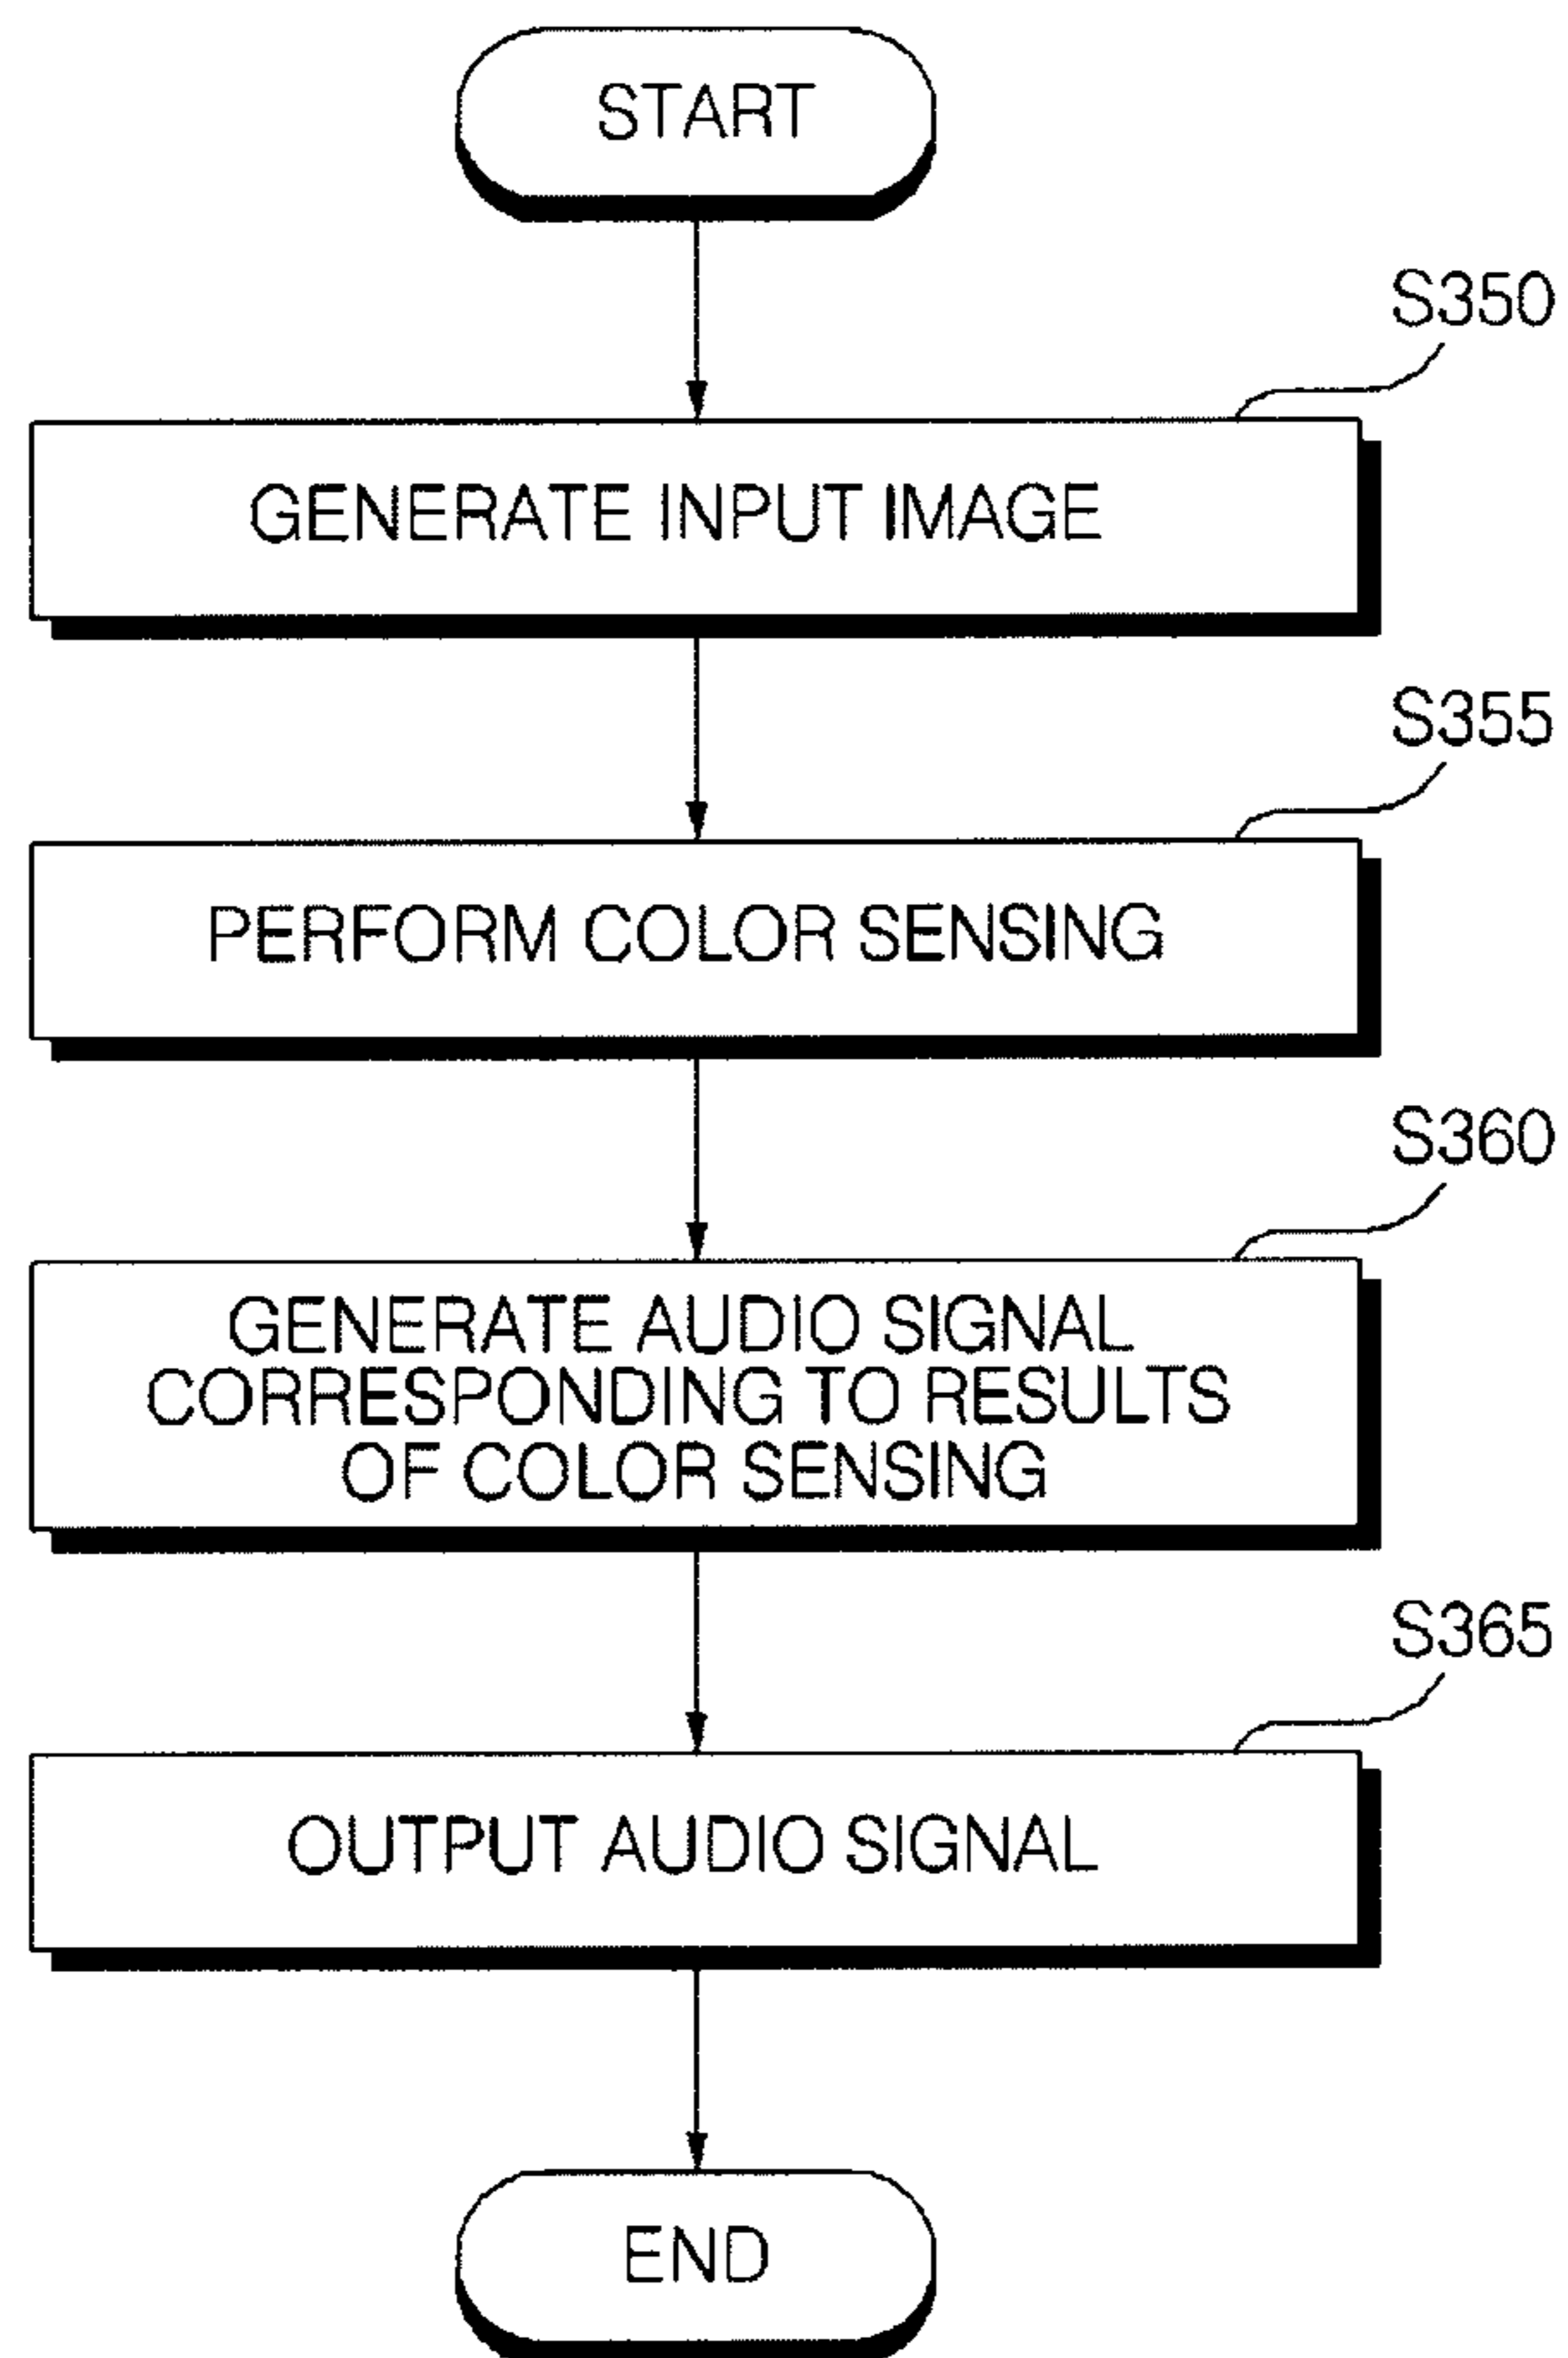 START
S350
GENERATE INPUT IMAGE
S355
PERFORM COLOR SENSING
S360
GENERATE AUDIO SIGNAL
CORRESPONDING TO RESULTS
OF COLOR SENSING
S365
OUTPUT AUDIO SIGNAL
END